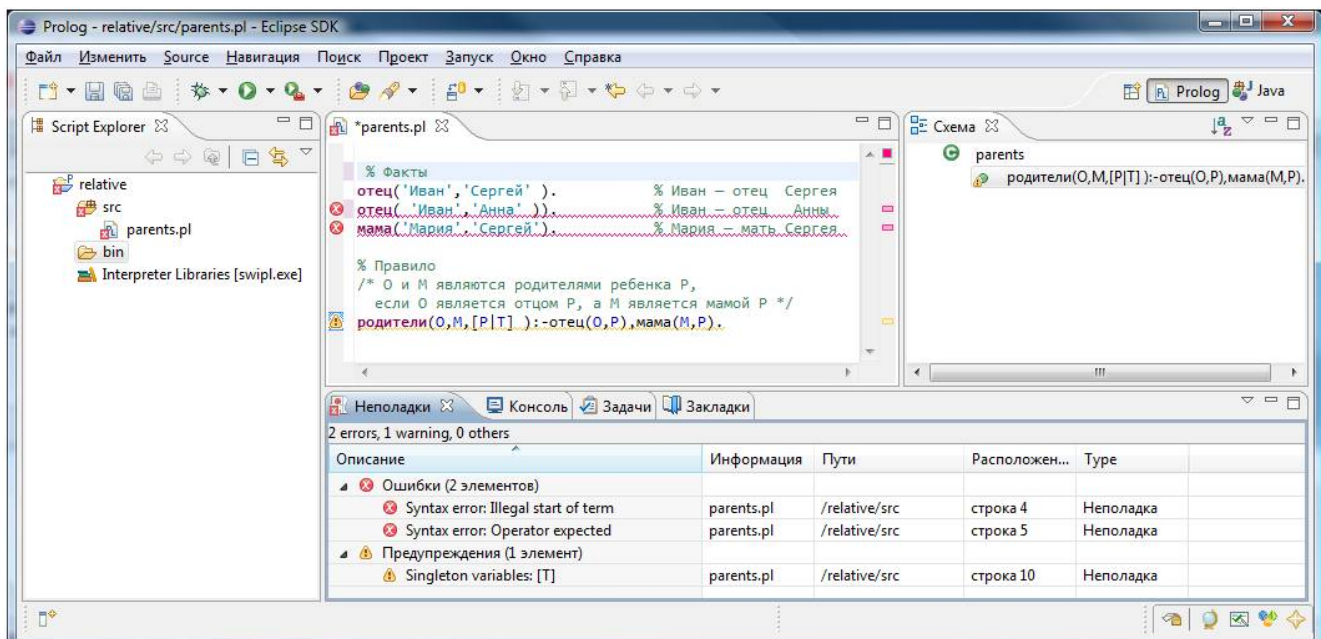 Prolog - relative/src/parents.pl - Eclipse SDK
Файл Изменить Source Навигация Поиск Проект Запуск Окно Справка
Prolog Java
Script Explorer
relative
src
parents.pl
bin
Interpreter Libraries [swipl.exe]
*parents.pl
% Факты
отец('Иван','Сергей' ). % Иван – отец Сергея
отец( 'Иван','Анна' )). % Иван – отец Анны
мама('Мария','Сергей'). % Мария – мать Сергея
% Правило
/* О и М являются родителями ребенка Р,
если О является отцом Р, а М является мамой Р */
родители(О,М,[Р|Т] ):-отец(О,Р),мама(М,Р).
Схема
parents
родители(О,М,[Р|Т] ):-отец(О,Р),мама(М,Р).
Неполадки Консоль Задачи Закладки
2 errors, 1 warning, 0 others
Описание Информация Пути Расположен... Type
Ошибки (2 элементов)
Syntax error: Illegal start of term parents.pl /relative/src строка 4 Неполадка
Syntax error: Operator expected parents.pl /relative/src строка 5 Неполадка
Предупреждения (1 элемент)
Singleton variables: [T] parents.pl /relative/src строка 10 Неполадка